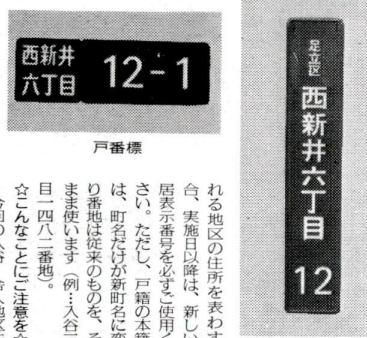 西新井
六丁目
12-1
戸番標
足立区
西新井六丁目
12
れる地区の住所を表わす
台、実施日以降は、新しい
居表示番号を必ずご使用く
さい。ただし、戸籍の本籍
は、町名だけが新町名に変
り番地は従来のものを、そ
まま使います(例…入谷一
目一四八二番地)。
☆こんなことにご注意を☆